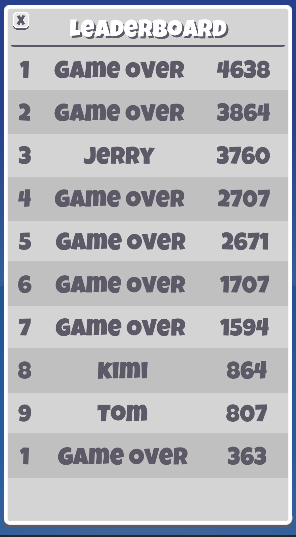 X
LEADERBOARD
1 GAME OVER 4638
2 GAME OVER 3864
3 JERRY 3760
4 GAME OVER 2707
5 GAME OVER 2671
6 GAME OVER 1707
7 GAME OVER 1594
8 KIMI 864
9 TOM 807
1 GAME OVER 363